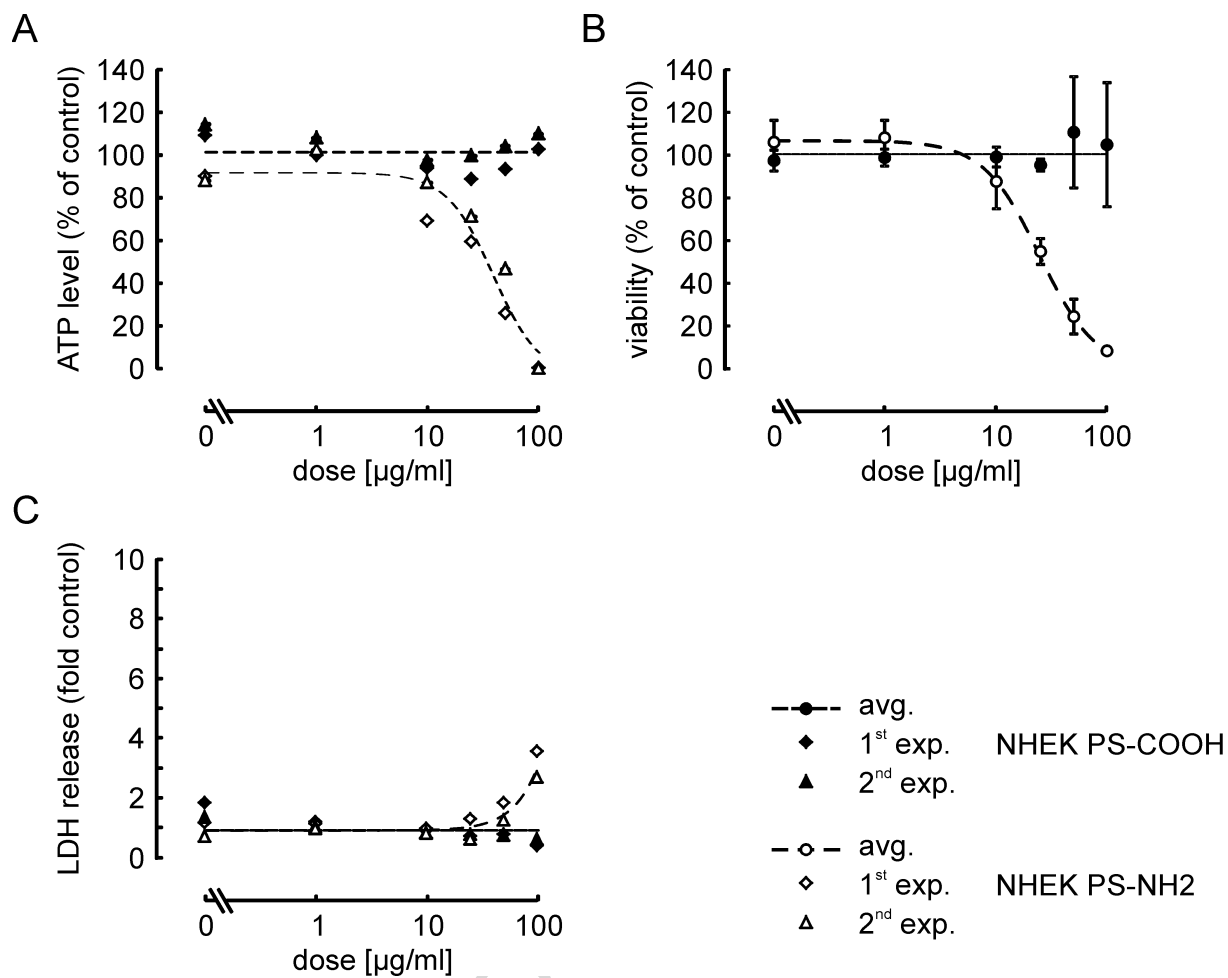 A
ATP level (% of control)
140
120
100
80
60
40
20
0
0 1 10 100
dose [µg/ml]
B
viability (% of control)
140
120
100
80
60
40
20
0
0 1 10 100
dose [µg/ml]
C
LDH release (fold control)
10
8
6
4
2
0
0 1 10 100
dose [µg/ml]
avg.
1st exp. NHEK PS-COOH
2nd exp.
avg.
1st exp. NHEK PS-NH2
2nd exp.